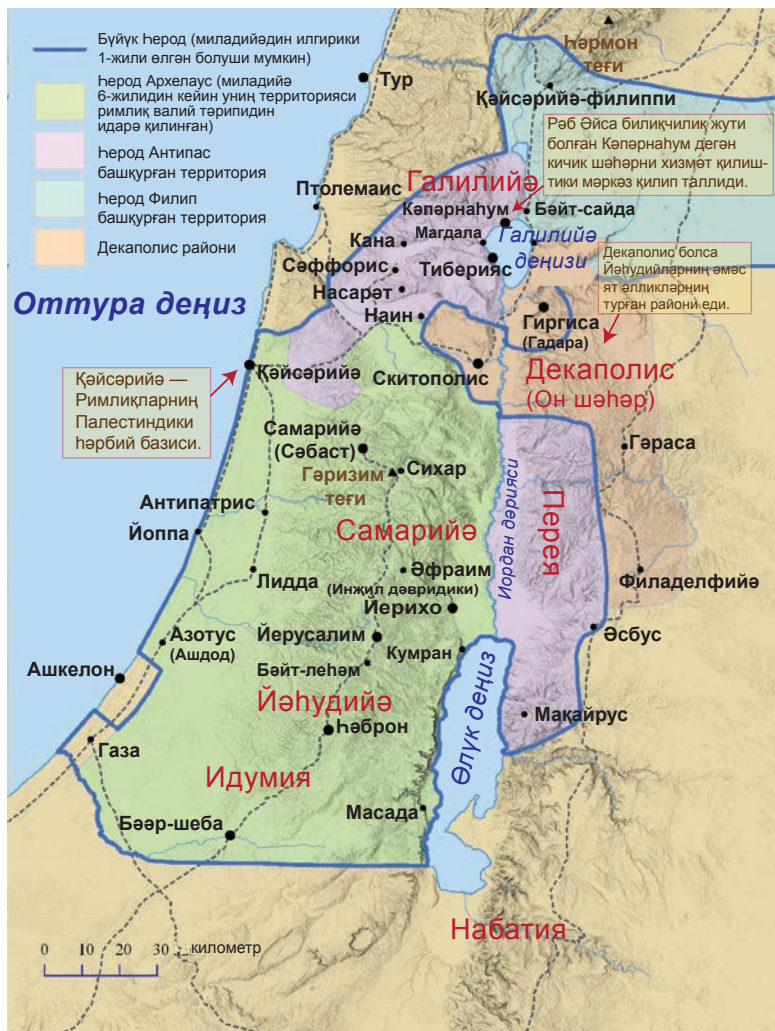 Бүйүк Һерод (миладийәдин илгирики
1-жили өлгән болуши мумкин)
Һерод Архелаус (миладийә
6-жилидин кейин униң территорияси
римлиқ валий тәрипидин
идарә қилинған)
Һерод Антипас
башқурған территория
Һерод Филип
башқурған территория
Декаполис райони
Һәрмон
теғи
Тур
Қәйсәрийә-филиппи
Рәб Әйса билиқчилиқ жути
болған Кәпәрнаһум дегән
кичик шәһәрни хизмәт қилиш-
тики мәркәз қилип таллиди.
Птолемаис
Галилийә
Кәпәрнаһум
Бәйт-сайда
Кана
Магдала
Галилийә
деңизи
Сәффорис
Тиберияс
Насарәт
Декаполис болса
Йәһудийларниң әмәс
ят әлликләрниң
турған райони еди.
Оттура деңиз
Наин
Гиргиса
(Гадара)
Қәйсәрийә
Скитополис
Декаполис
(Он шәһәр)
Қәйсәрийә —
Римлиқларниң
Палестиндики
һәрбий базиси.
Самарийә
(Сәбаст)
Гәраса
Гәризим
теғи
Сихар
Антипатрис
Йоппа
Самарийә
Иордан дәрияси
Перея
Лидда
Әфраим
(Инжил дәвридики)
Филаделфийә
Йерихо
Азотус
(Ашдод)
Йерусалим
Әсбус
Кумран
Бәйт-леһәм
Ашкелон
Йәһудийә
Өлүк деңиз
Һәброн
Мақайрус
Газа
Идумия
Масада
Бәәр-шеба
Набатия
0 10 20 30 километр